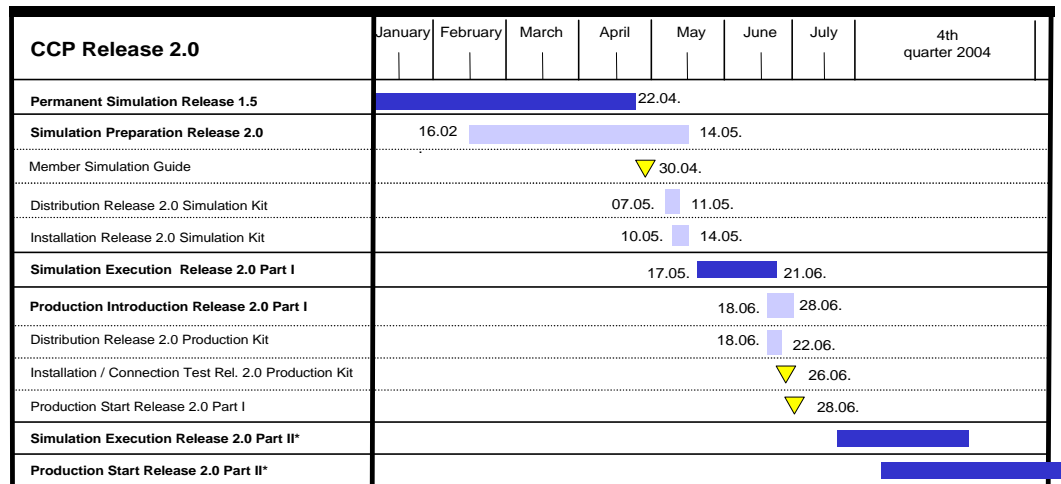 CCP Release 2.0
January February March April May June July 4th
quarter 2004
Permanent Simulation Release 1.5 22.04.
Simulation Preparation Release 2.0 16.02
. 14.05.
Member Simulation Guide 30.04.
Distribution Release 2.0 Simulation Kit 07.05. 11.05.
Installation Release 2.0 Simulation Kit 10.05. 14.05.
Simulation Execution Release 2.0 Part I 17.05. 21.06.
Production Introduction Release 2.0 Part I 18.06. 28.06.
Distribution Release 2.0 Production Kit 18.06. 22.06.
Installation / Connection Test Rel. 2.0 Production Kit 26.06.
Production Start Release 2.0 Part I 28.06.
Simulation Execution Release 2.0 Part II*
Production Start Release 2.0 Part II*